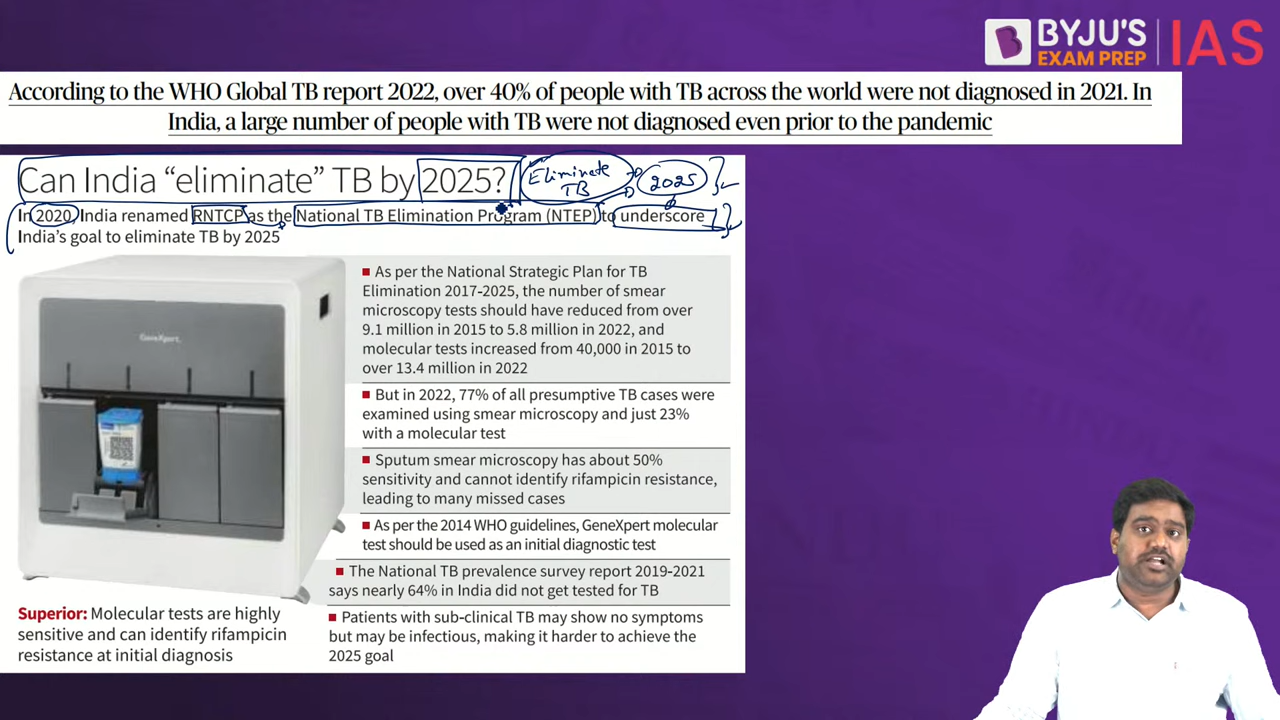 BYJU'S
EXAM PREP
IAS
According to the WHO Global TB report 2022, over 40% of people with TB across the world were not diagnosed in 2021. In
India, a large number of people with TB were not diagnosed even prior to the pandemic
Can India “eliminate” TB by 2025?
Eliminate
TB
2025
In 2020, India renamed RNTCP as the National TB Elimination Program (NTEP) to underscore
India's goal to eliminate TB by 2025
GeneXpert
As per the National Strategic Plan for TB
Elimination 2017-2025, the number of smear
microscopy tests should have reduced from over
9.1 million in 2015 to 5.8 million in 2022, and
molecular tests increased from 40,000 in 2015 to
over 13.4 million in 2022
But in 2022, 77% of all presumptive TB cases were
examined using smear microscopy and just 23%
with a molecular test
Sputum smear microscopy has about 50%
sensitivity and cannot identify rifampicin resistance,
leading to many missed cases
As per the 2014 WHO guidelines, GeneXpert molecular
test should be used as an initial diagnostic test
The National TB prevalence survey report 2019-2021
says nearly 64% in India did not get tested for TB
Patients with sub-clinical TB may show no symptoms
but may be infectious, making it harder to achieve the
2025 goal
Superior: Molecular tests are highly
sensitive and can identify rifampicin
resistance at initial diagnosis